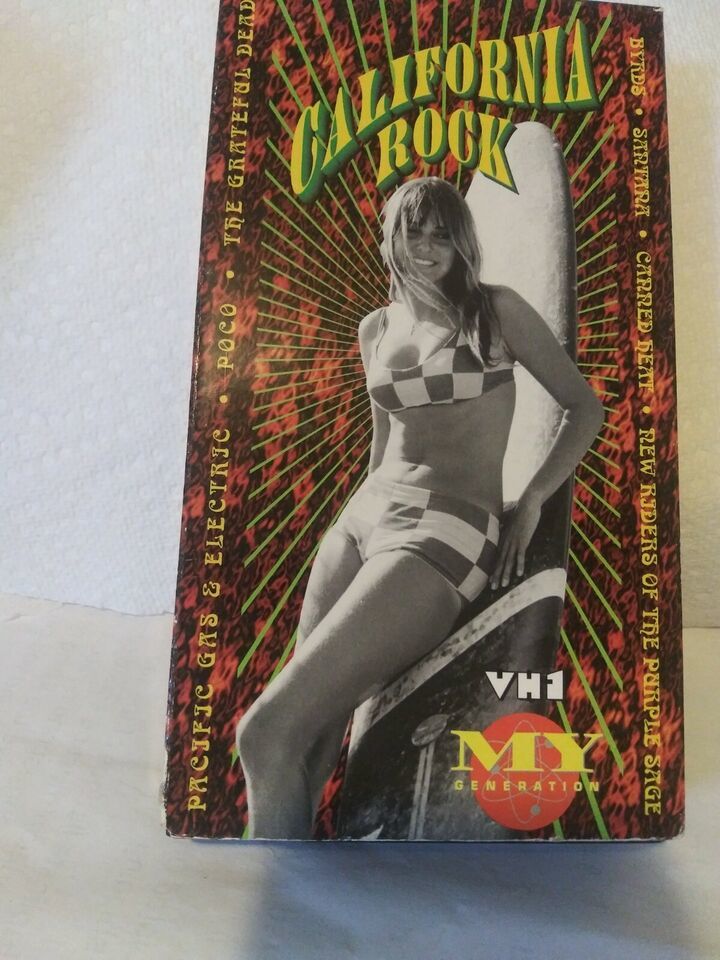 CALIFORNIA
ROCK
PACIFIC GAS & ELECTRIC • POCO • THE GRATEFUL DEAD
BYRDS • SANTANA • CANNED HEAT • NEW RIDERS OF THE PURPLE SAGE
VH1
MY
GENERATION